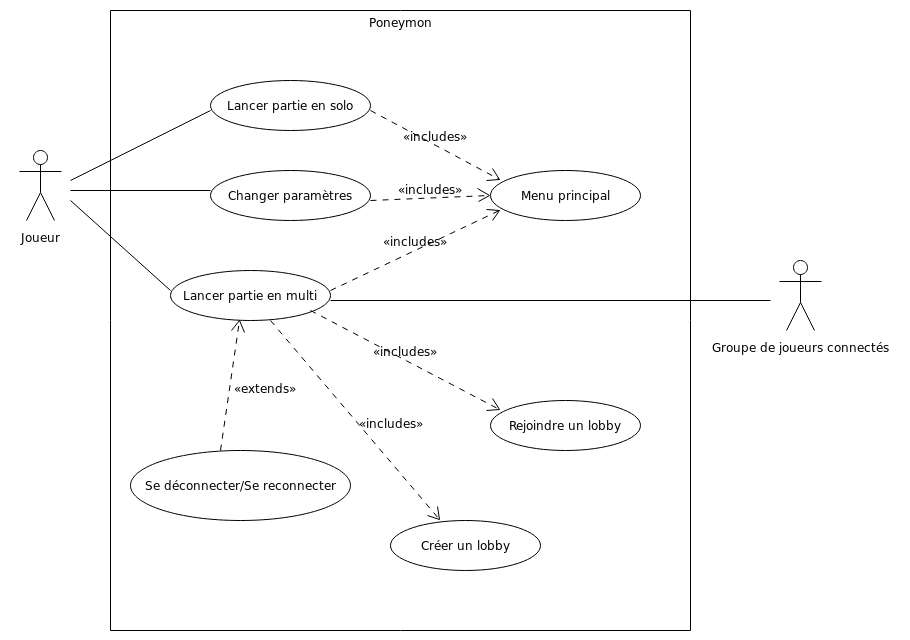 Poneymon
Lancer partie en solo
«includes»
Changer paramètres
«includes»
Menu principal
Joueur
«includes»
Lancer partie en multi
Groupe de joueurs connectés
«includes»
«extends»
«includes»
Rejoindre un lobby
Se déconnecter/Se reconnecter
Créer un lobby